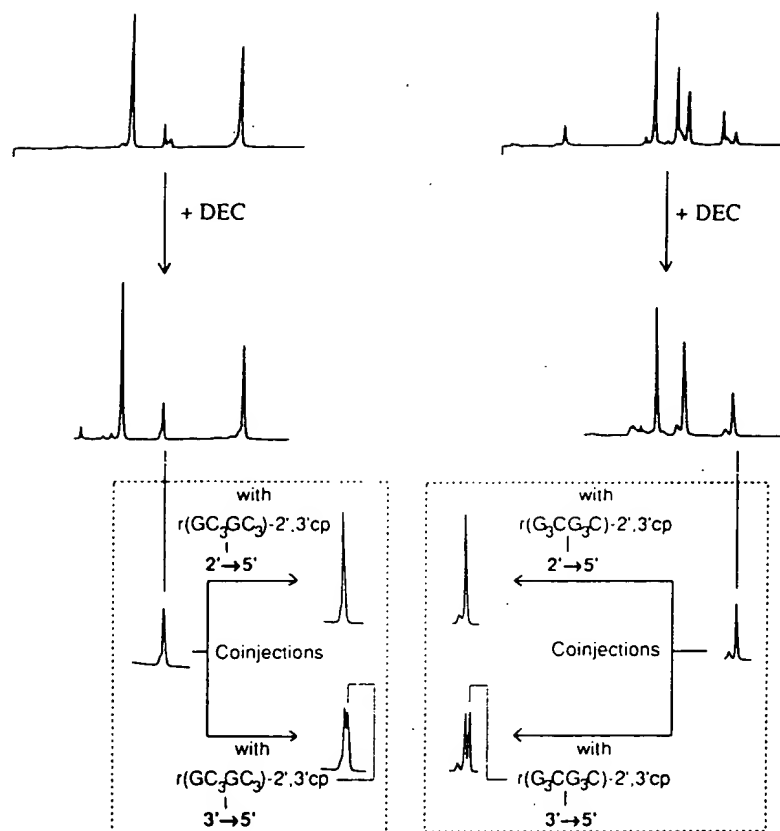 + DEC
+ DEC
with
r(GC₃GC₃)-2',3'cp
2'→5'
Coinjections
with
r(GC₃GC₃)-2',3'cp
3'→5'
with
r(G₃CG₃C)-2',3'cp
2'→5'
Coinjections
with
r(G₃CG₃C)-2',3'cp
3'→5'